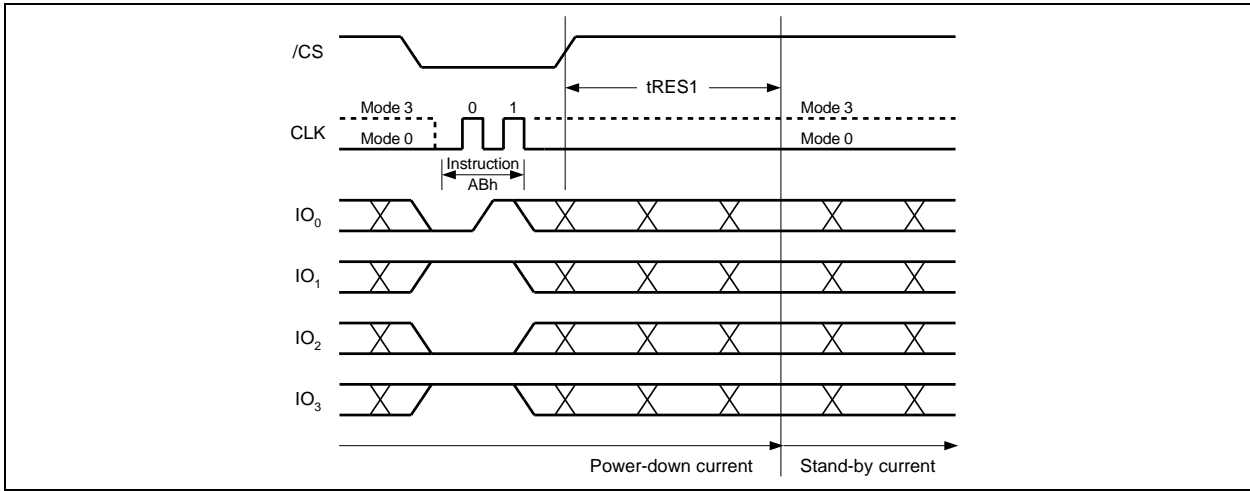 /CS
tRES1
Mode 3
0
1
Mode 3
CLK
Mode 0
Mode 0
Instruction
ABh
IO0
IO1
IO2
IO3
Power-down current
Stand-by current